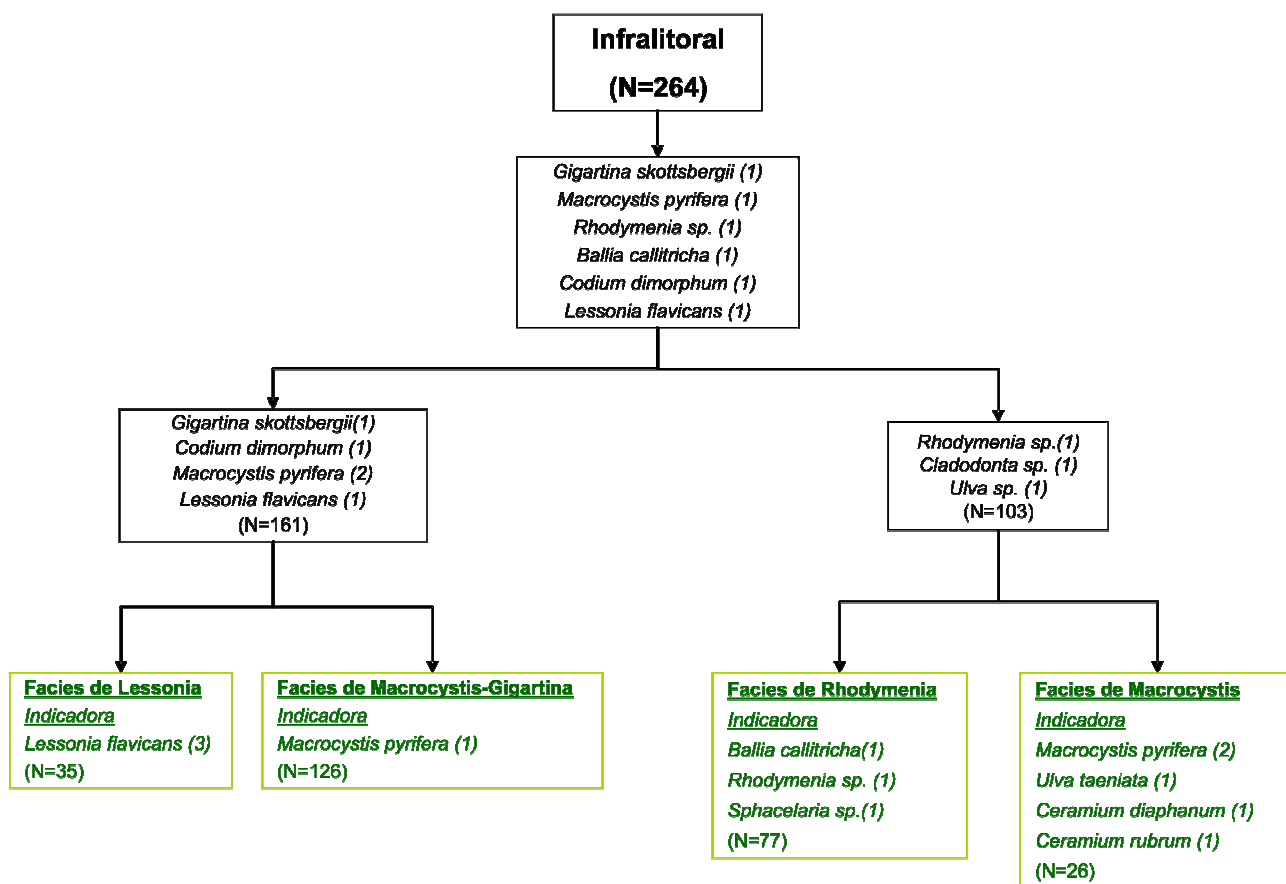 Infralitoral
(N=264)
Gigartina skottsbergii (1)
Macrocystis pyrifera (1)
Rhodymenia sp. (1)
Ballia callitricha (1)
Codium dimorphum (1)
Lessonia flavicans (1)
Gigartina skottsbergii(1)
Codium dimorphum (1)
Macrocystis pyrifera (2)
Lessonia flavicans (1)
(N=161)
Rhodymenia sp.(1)
Cladodonta sp. (1)
Ulva sp. (1)
(N=103)
Facies de Lessonia
Indicadora
Lessonia flavicans (3)
(N=35)
Facies de Macrocystis-Gigartina
Indicadora
Macrocystis pyrifera (1)
(N=126)
Facies de Rhodymenia
Indicadora
Ballia callitricha(1)
Rhodymenia sp. (1)
Sphacelaria sp.(1)
(N=77)
Facies de Macrocystis
Indicadora
Macrocystis pyrifera (2)
Ulva taeniata (1)
Ceramium diaphanum (1)
Ceramium rubrum (1)
(N=26)